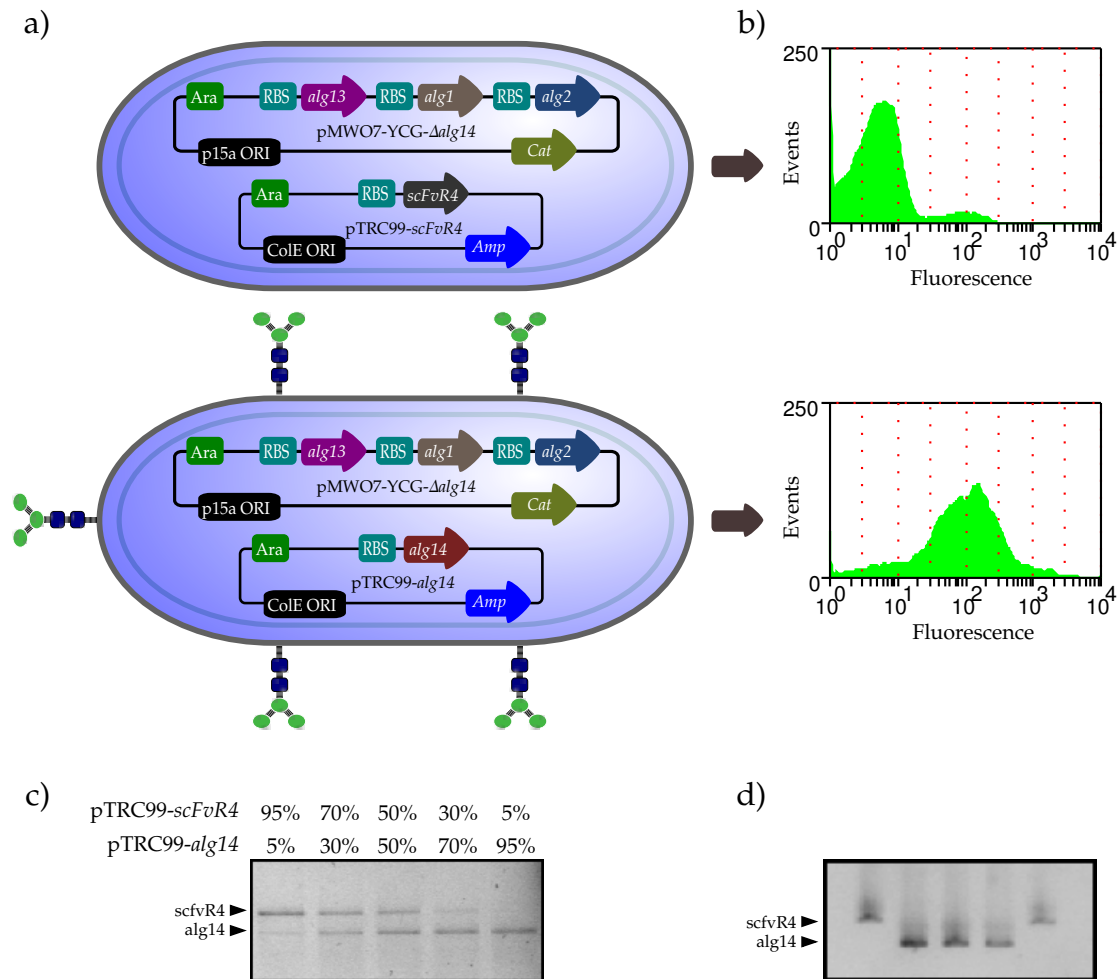 a)
Ara RBS alg13 RBS alg1 RBS alg2
pMWO7-YCG-Δalg14
p15a ORI Cat
Ara RBS scFvR4
pTRC99-scFvR4
ColE ORI Amp
b)
250
Events
0
10^0 10^1 10^2 10^3 10^4
Fluorescence
Ara RBS alg13 RBS alg1 RBS alg2
pMWO7-YCG-Δalg14
p15a ORI Cat
Ara RBS alg14
pTRC99-alg14
ColE ORI Amp
250
Events
0
10^0 10^1 10^2 10^3 10^4
Fluorescence
c)
pTRC99-scFvR4 95% 70% 50% 30% 5%
pTRC99-alg14 5% 30% 50% 70% 95%
scfvR4
alg14
d)
scfvR4
alg14